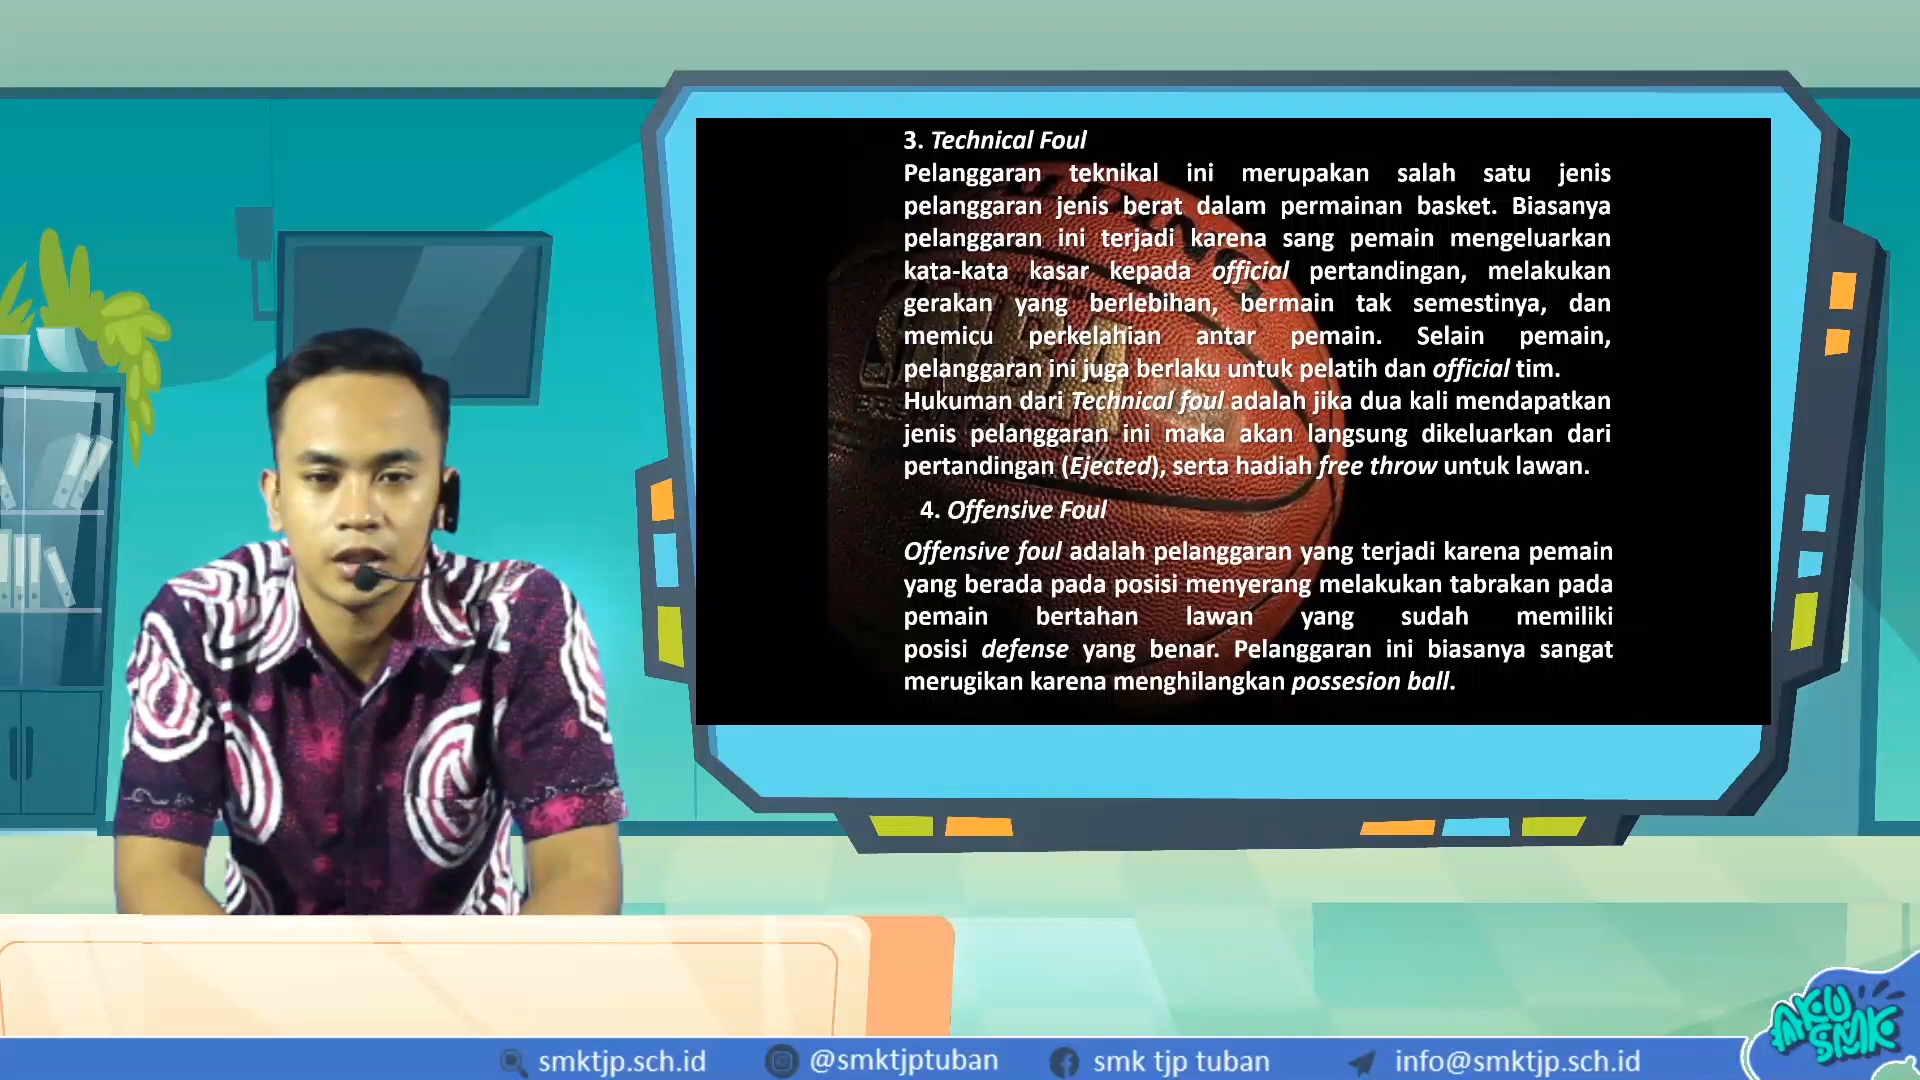 3. Technical Foul
Pelanggaran teknikal ini merupakan salah satu jenis
pelanggaran jenis berat dalam permainan basket. Biasanya
pelanggaran ini terjadi karena sang pemain mengeluarkan
kata-kata kasar kepada official pertandingan, melakukan
gerakan yang berlebihan, bermain tak semestinya, dan
memicu perkelahian antar pemain. Selain pemain,
pelanggaran ini juga berlaku untuk pelatih dan official tim.
Hukuman dari Technical foul adalah jika dua kali mendapatkan
jenis pelanggaran ini maka akan langsung dikeluarkan dari
pertandingan (Ejected), serta hadiah free throw untuk lawan.
4. Offensive Foul
Offensive foul adalah pelanggaran yang terjadi karena pemain
yang berada pada posisi menyerang melakukan tabrakan pada
pemain bertahan lawan yang sudah memiliki
posisi defense yang benar. Pelanggaran ini biasanya sangat
merugikan karena menghilangkan possesion ball.
smktjp.sch.id @smktjptuban smk tjp tuban info@smktjp.sch.id
AKU
SMK